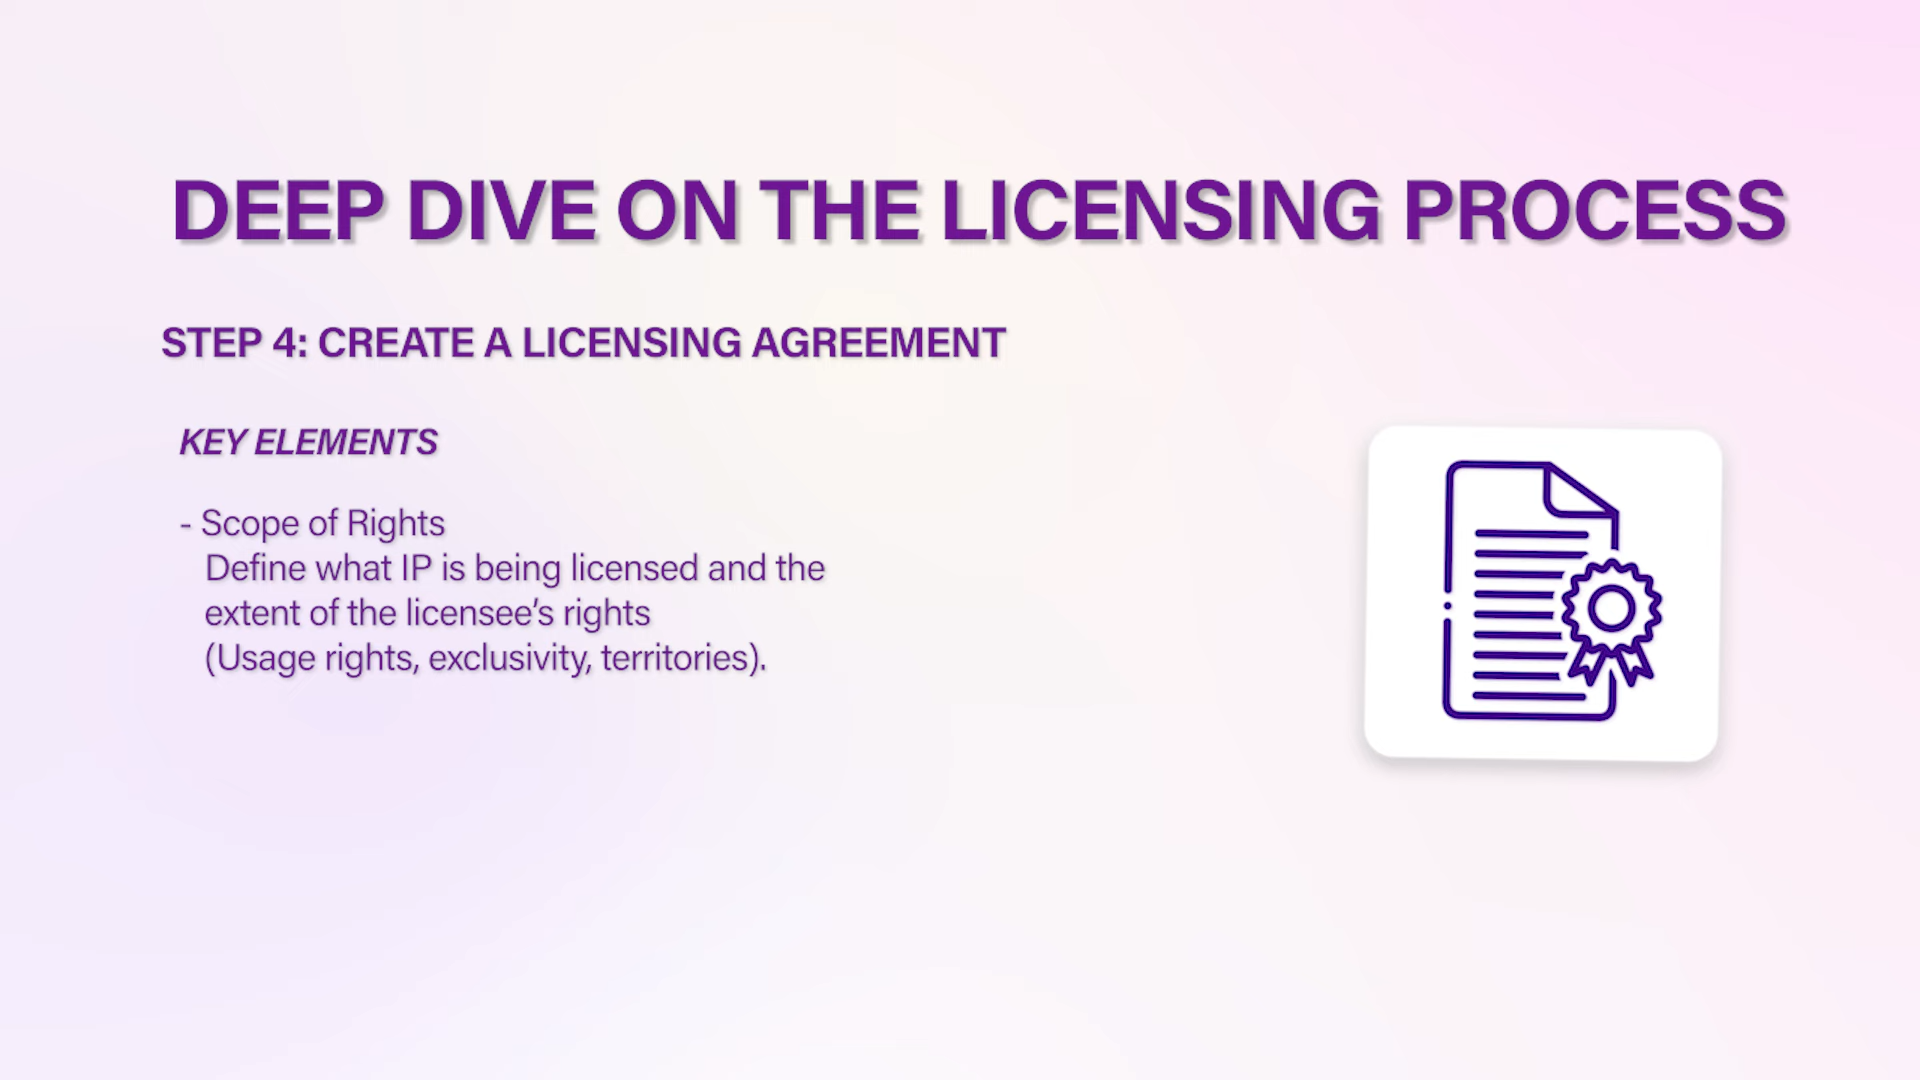 DEEP DIVE ON THE LICENSING PROCESS
STEP 4: CREATE A LICENSING AGREEMENT
KEY ELEMENTS
- Scope of Rights
Define what IP is being licensed and the
extent of the licensee’s rights
(Usage rights, exclusivity, territories).